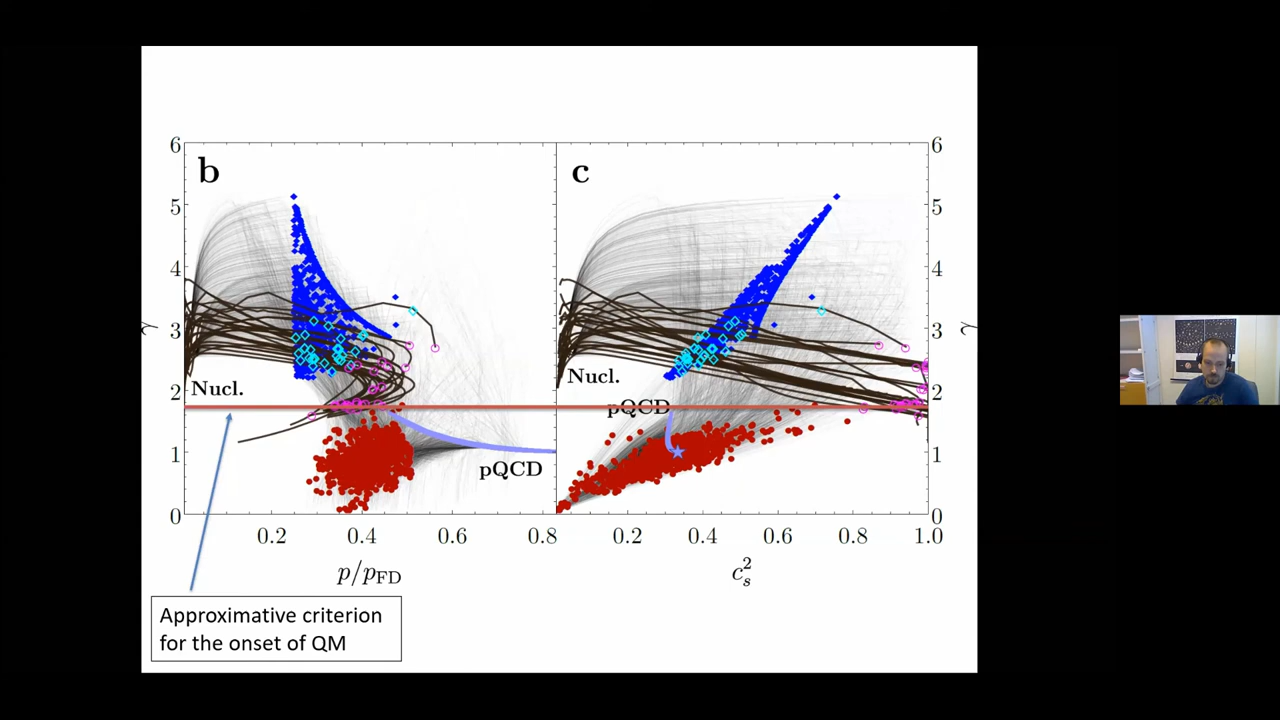 6
6
b
c
5
5
4
4
γ
3
3
γ
Nucl.
Nucl.
2
2
pQCD
1
pQCD
1
0
0
0.2 0.4 0.6 0.8 0.2 0.4 0.6 0.8 1.0
p/pFD
c_s^2
Approximative criterion
for the onset of QM